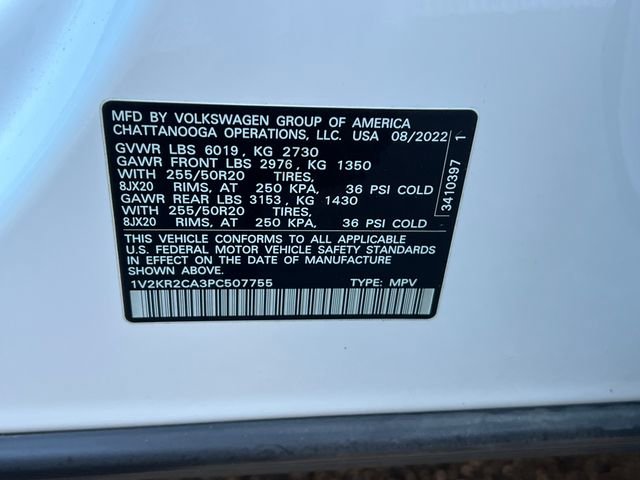 MFD BY VOLKSWAGEN GROUP OF AMERICA
CHATTANOOGA OPERATIONS, LLC. USA 08/2022
GVWR LBS 6019, KG 2730
GAWR FRONT LBS 2976, KG 1350
WITH 255/50R20 TIRES,
8JX20 RIMS, AT 250 KPA, 36 PSI COLD
GAWR REAR LBS 3153, KG 1430
WITH 255/50R20 TIRES,
8JX20 RIMS, AT 250 KPA, 36 PSI COLD
THIS VEHICLE CONFORMS TO ALL APPLICABLE
U.S. FEDERAL MOTOR VEHICLE SAFETY STANDARDS
IN EFFECT ON THE DATE OF MANUFACTURE
SHOWN ABOVE.
1V2KR2CA3PC507755 TYPE: MPV
3410397 1